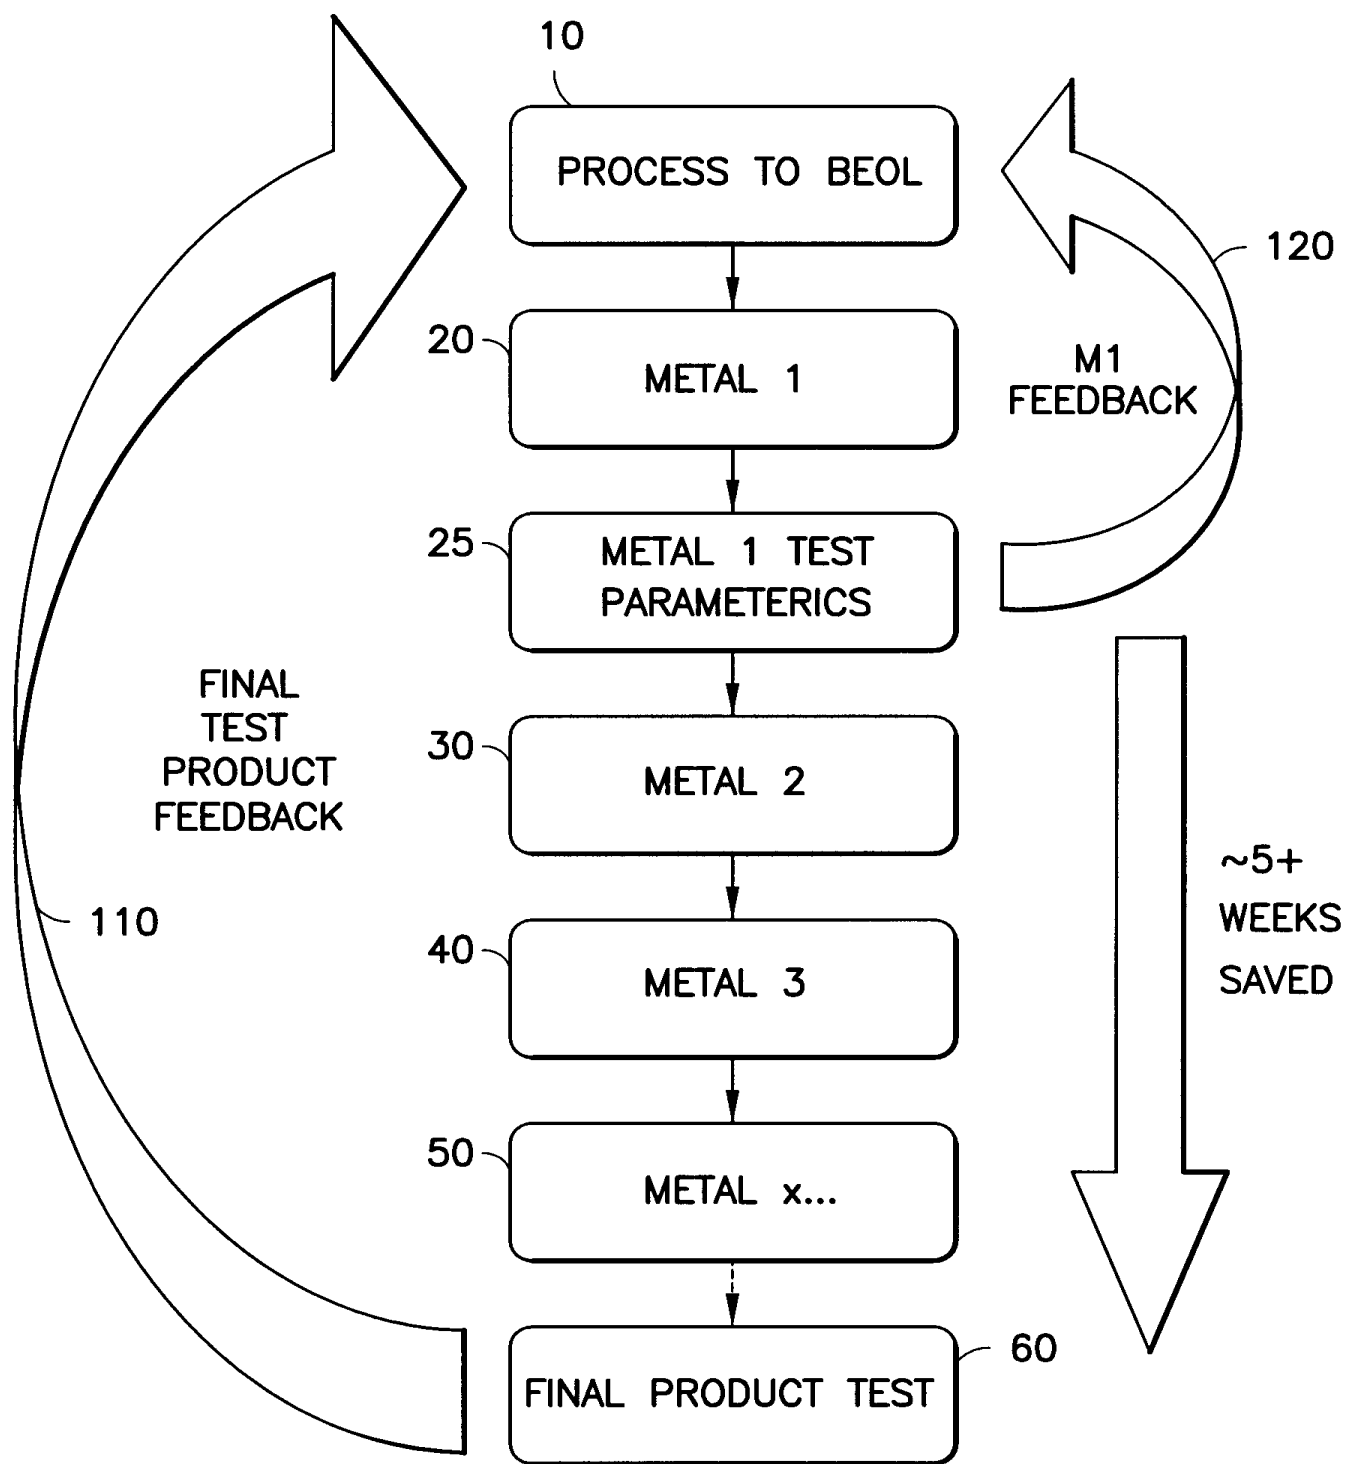 10
PROCESS TO BEOL
120
20
METAL 1
M1
FEEDBACK
25
METAL 1 TEST
PARAMETERICS
FINAL
TEST
PRODUCT
FEEDBACK
30
METAL 2
~5+
WEEKS
SAVED
110
40
METAL 3
50
METAL x...
60
FINAL PRODUCT TEST